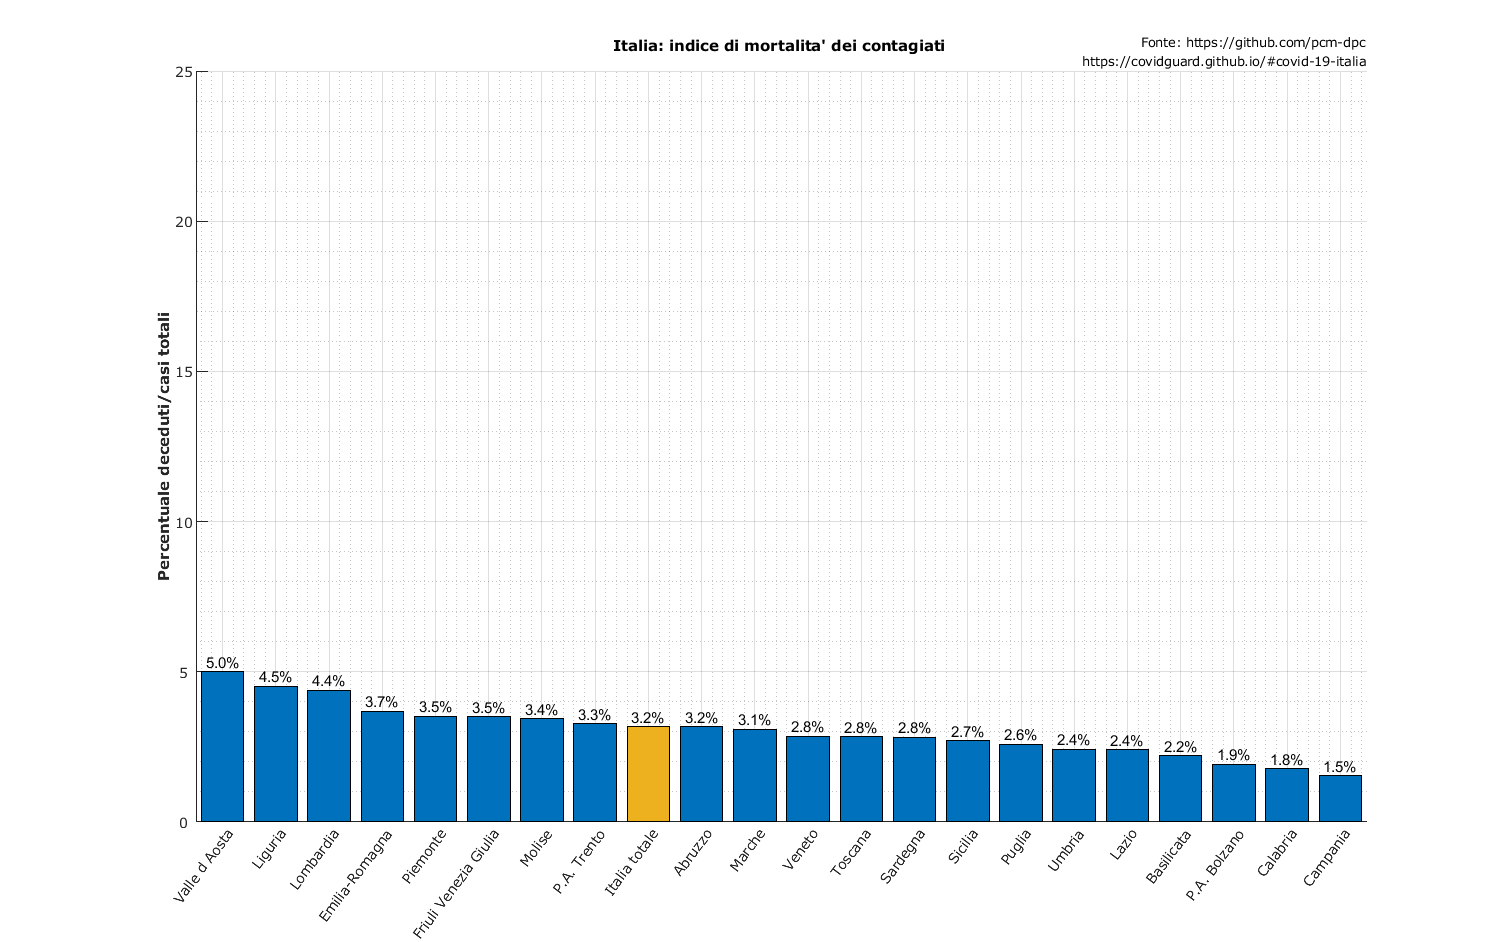 Italia: indice di mortalita' dei contagiati
Fonte: https://github.com/pcm-dpc
https://covidguard.github.io/#covid-19-italia
Percentuale deceduti/casi totali
25
20
15
10
5
0
5.0%
4.5%
4.4%
3.7%
3.5%
3.5%
3.4%
3.3%
3.2%
3.2%
3.1%
2.8%
2.8%
2.8%
2.7%
2.6%
2.4%
2.4%
2.2%
1.9%
1.8%
1.5%
Valle d Aosta
Liguria
Lombardia
Emilia-Romagna
Piemonte
Friuli Venezia Giulia
Molise
P.A. Trento
Italia totale
Abruzzo
Marche
Veneto
Toscana
Sardegna
Sicilia
Puglia
Umbria
Lazio
Basilicata
P.A. Bolzano
Calabria
Campania